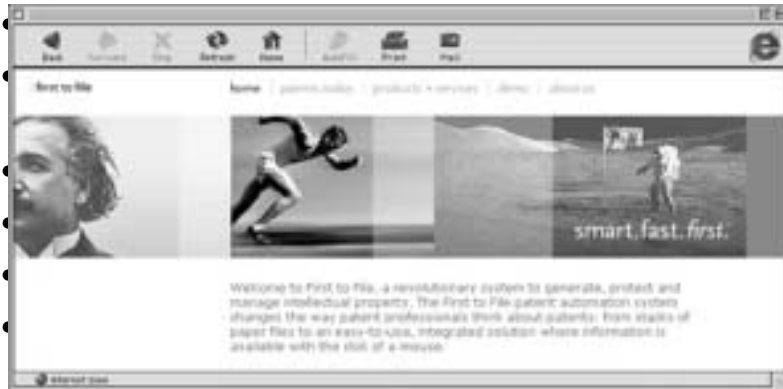 Back Forward Stop Refresh Home AutoFill Print Mail
first to file
home | patents today | products + services | demo | about us
smart.fast.first.
Welcome to First to File, a revolutionary system to generate, protect and
manage intellectual property. The First to File patent automation system
changes the way patent professionals think about patents: from stacks of
paper files to an easy-to-use, integrated solution where information is
available with the click of a mouse.
Internet zone